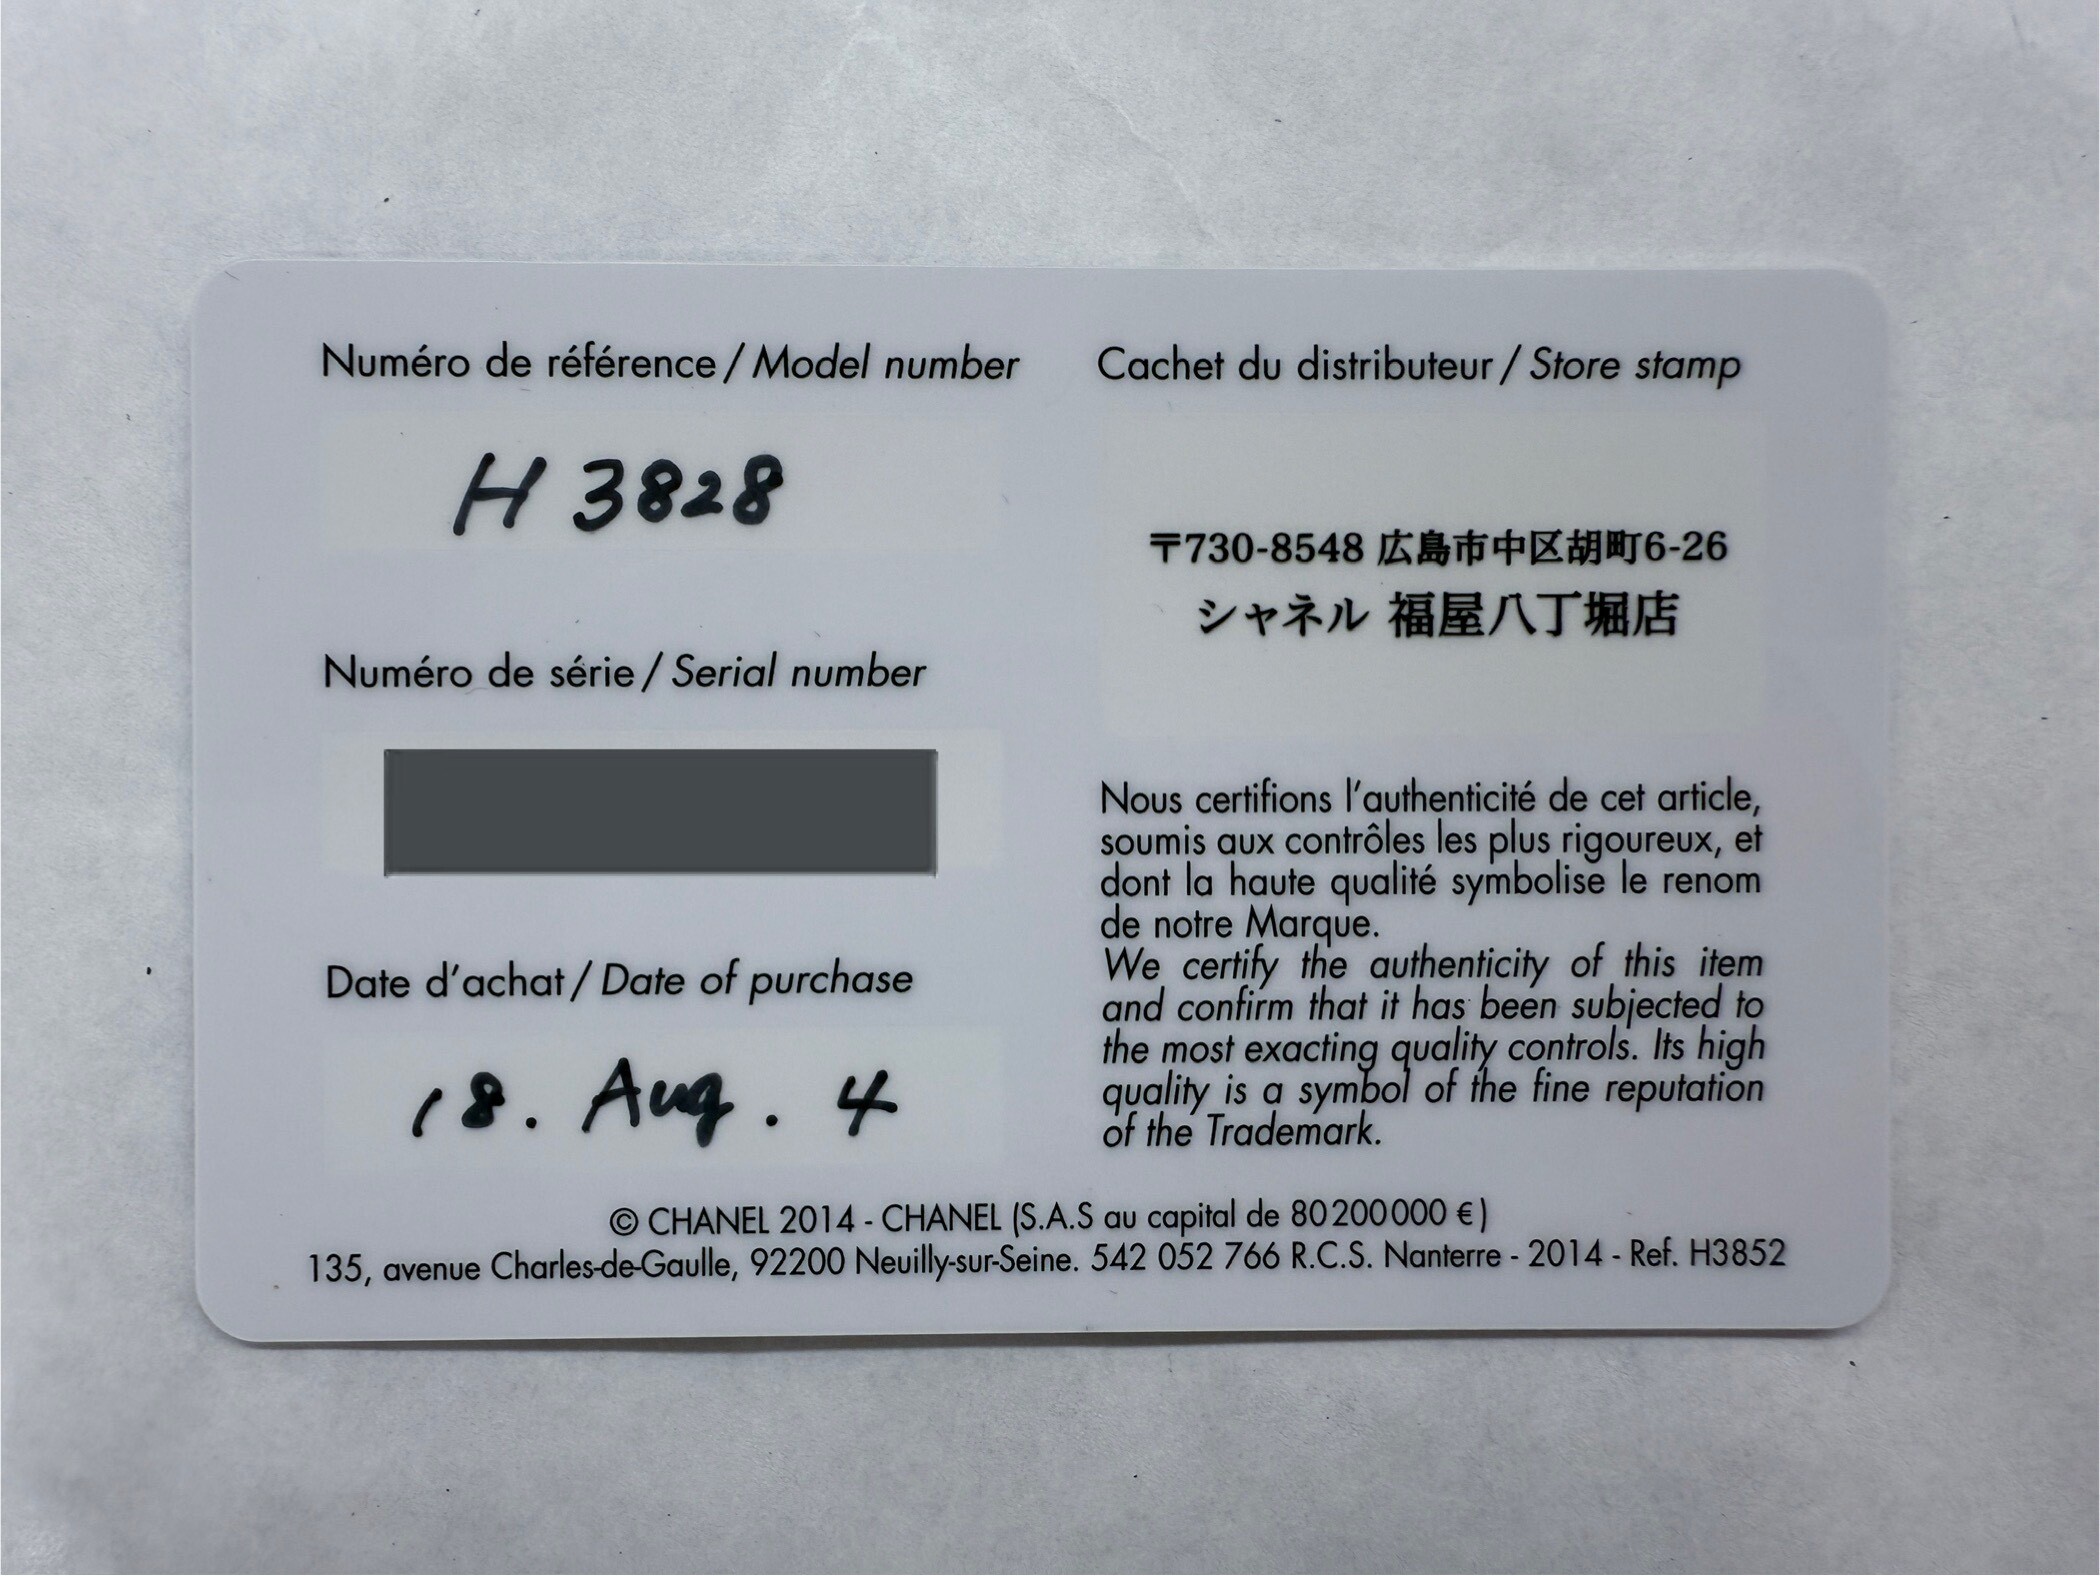 Numéro de référence / Model number
H 3828
Numéro de série / Serial number
Date d'achat / Date of purchase
18. Aug. 4
Cachet du distributeur / Store stamp
〒730-8548 広島市中区胡町6-26
シャネル 福屋八丁堀店
Nous certifions l'authenticité de cet article,
soumis aux contrôles les plus rigoureux, et
dont la haute qualité symbolise le renom
de notre Marque.
We certify the authenticity of this item
and confirm that it has been subjected to
the most exacting quality controls. Its high
quality is a symbol of the fine reputation
of the Trademark.
© CHANEL 2014 - CHANEL (S.A.S au capital de 80200000 €)
135, avenue Charles-de-Gaulle, 92200 Neuilly-sur-Seine. 542 052 766 R.C.S. Nanterre - 2014 - Ref. H3852